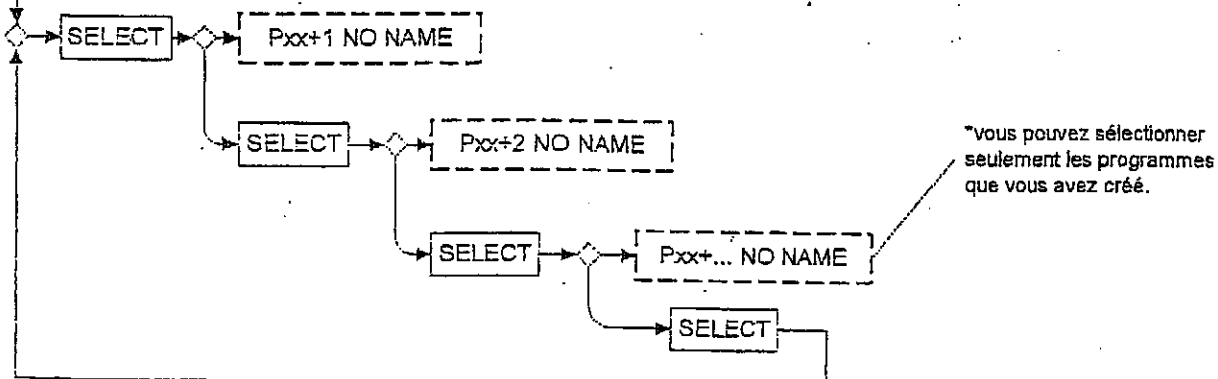 SELECT
Pxx+1 NO NAME
SELECT
Pxx+2 NO NAME
*vous pouvez sélectionner
seulement les programmes
que vous avez créé.
SELECT
Pxx+... NO NAME
SELECT